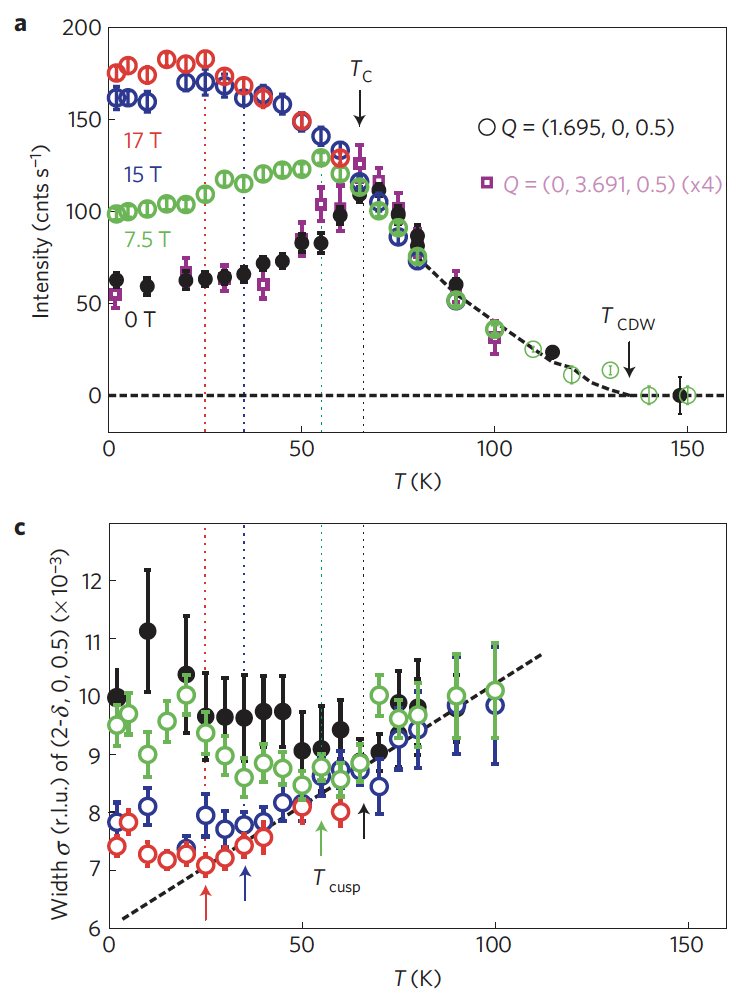 a
200
150
100
50
0
Intensity (cnts s⁻¹)
T_C
Q = (1.695, 0, 0.5)
Q = (0, 3.691, 0.5) (x4)
17 T
15 T
7.5 T
0 T
T_CDW
0 50 100 150
T (K)
c
12
11
10
9
8
7
6
Width σ (r.l.u.) of (2-δ, 0, 0.5) (×10⁻³)
T_cusp
0 50 100 150
T (K)